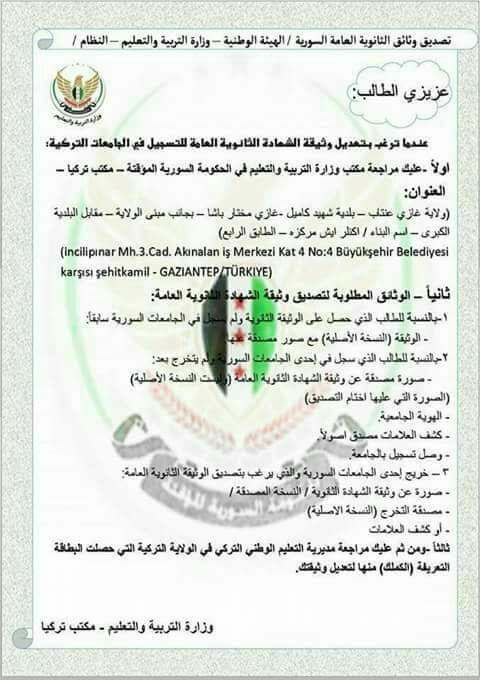 تصديق وثائق الثانوية العامة السورية / الهيئة الوطنية – وزارة التربية والتعليم – النظام /
عزيزي الطالب:
وزارة التربية والتعليم
عندما ترغب بتعديل وثيقة الشهادة الثانوية العامة للتسجيل في الجامعات التركية:
اولاً -عليك مراجعة مكتب وزارة التربية والتعليم في الحكومة السورية المؤقتة – مكتب تركيا –
العنوان:
(ولاية غازي عنتاب – بلدية شهيد كاميل -غازي مختار باشا – بجانب مبنى الولاية – مقابل البلدية
الكبرى – اسم البناء / اكنلر ايش مركزه – الطابق الرابع)
(incilipınar Mh.3.Cad. Akınalan iş Merkezi Kat 4 No:4 Büyükşehir Belediyesi
karşısı şehitkamil - GAZIANTEP/TÜRKIYE)
ثانياً – الوثائق المطلوبة لتصديق وثيقة الشهادة الثانوية العامة:
١-بالنسبة للطالب الذي حصل على الوثيقة الثانوية ولم يسجل في الجامعات السورية سابقاً:
- الوثيقة (النسخة الأصلية) مع صور مصدقة عنها.
٢-بالنسبة للطالب الذي سجل في إحدى الجامعات السورية ولم يتخرج بعد:
- صورة مصدقة عن وثيقة الشهادة الثانوية العامة (وليست النسخة الأصلية)
(الصورة التي عليها اختام التصديق)
- الهوية الجامعية.
- كشف العلامات مصدق اصولاً.
- وصل تسجيل بالجامعة.
٣ – خريج إحدى الجامعات السورية والذي يرغب بتصديق الوثيقة الثانوية العامة:
- صورة عن وثيقة الشهادة الثانوية / النسخة المصدقة /
- مصدقة التخرج (النسخة الاصلية)
- أو كشف العلامات
ثالثاً -ومن ثم عليك مراجعة مديرية التعليم الوطني التركي في الولاية التركية التي حصلت البطاقة
التعريفة (الكملك) منها لتعديل وثيقتك.
وزارة التربية والتعليم - مكتب تركيا